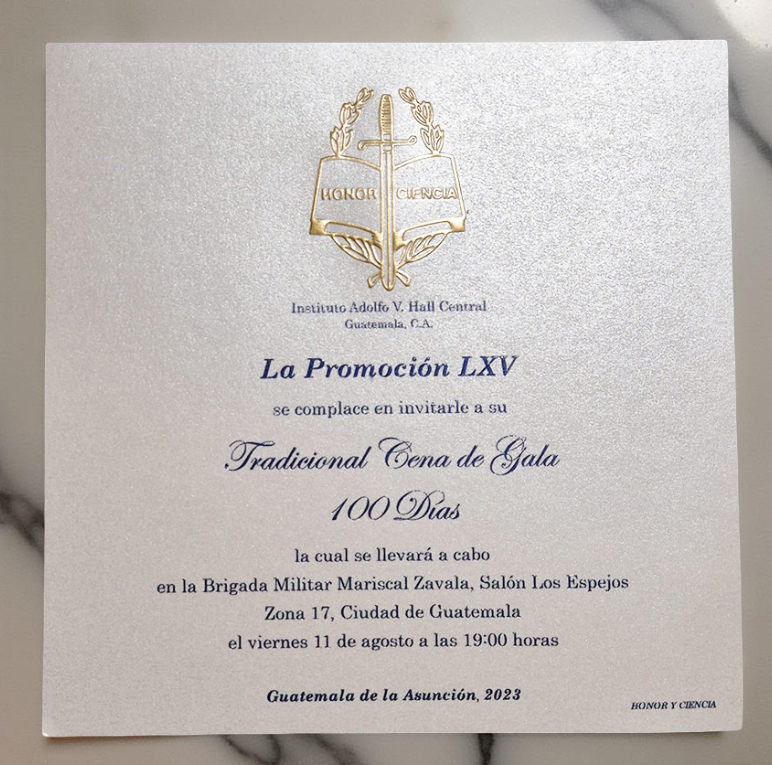 HONOR CIENCIA
Instituto Adolfo V. Hall Central
Guatemala, C.A.
La Promoción LXV
se complace en invitarle a su
Tradicional Cena de Gala
100 Días
la cual se llevará a cabo
en la Brigada Militar Mariscal Zavala, Salón Los Espejos
Zona 17, Ciudad de Guatemala
el viernes 11 de agosto a las 19:00 horas
Guatemala de la Asunción, 2023
HONOR Y CIENCIA